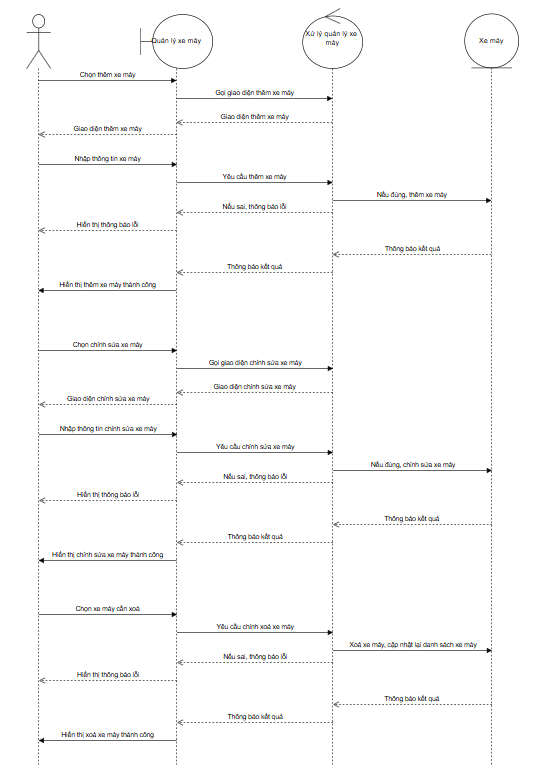 Quản lý xe máy
Xử lý quản lý xe
máy
Xe máy
Chọn thêm xe máy
Gọi giao diện thêm xe máy
Giao diện thêm xe máy
Giao diện thêm xe máy
Nhập thông tin xe máy
Yêu cầu thêm xe máy
Nếu đúng, thêm xe máy
Nếu sai, thông báo lỗi
Hiển thị thông báo lỗi
Thông báo kết quả
Thông báo kết quả
Hiển thị thêm xe máy thành công
Chọn chỉnh sửa xe máy
Gọi giao diện chỉnh sửa xe máy
Giao diện chỉnh sửa xe máy
Giao diện chỉnh sửa xe máy
Nhập thông tin chỉnh sửa xe máy
Yêu cầu chỉnh sửa xe máy
Nếu đúng, chỉnh sửa xe máy
Nếu sai, thông báo lỗi
Hiển thị thông báo lỗi
Thông báo kết quả
Thông báo kết quả
Hiển thị chỉnh sửa xe máy thành công
Chọn xe máy cần xoá
Yêu cầu chỉnh xoá xe máy
Xoá xe máy, cập nhật lại danh sách xe máy
Nếu sai, thông báo lỗi
Hiển thị thông báo lỗi
Thông báo kết quả
Thông báo kết quả
Hiển thị xoá xe máy thành công